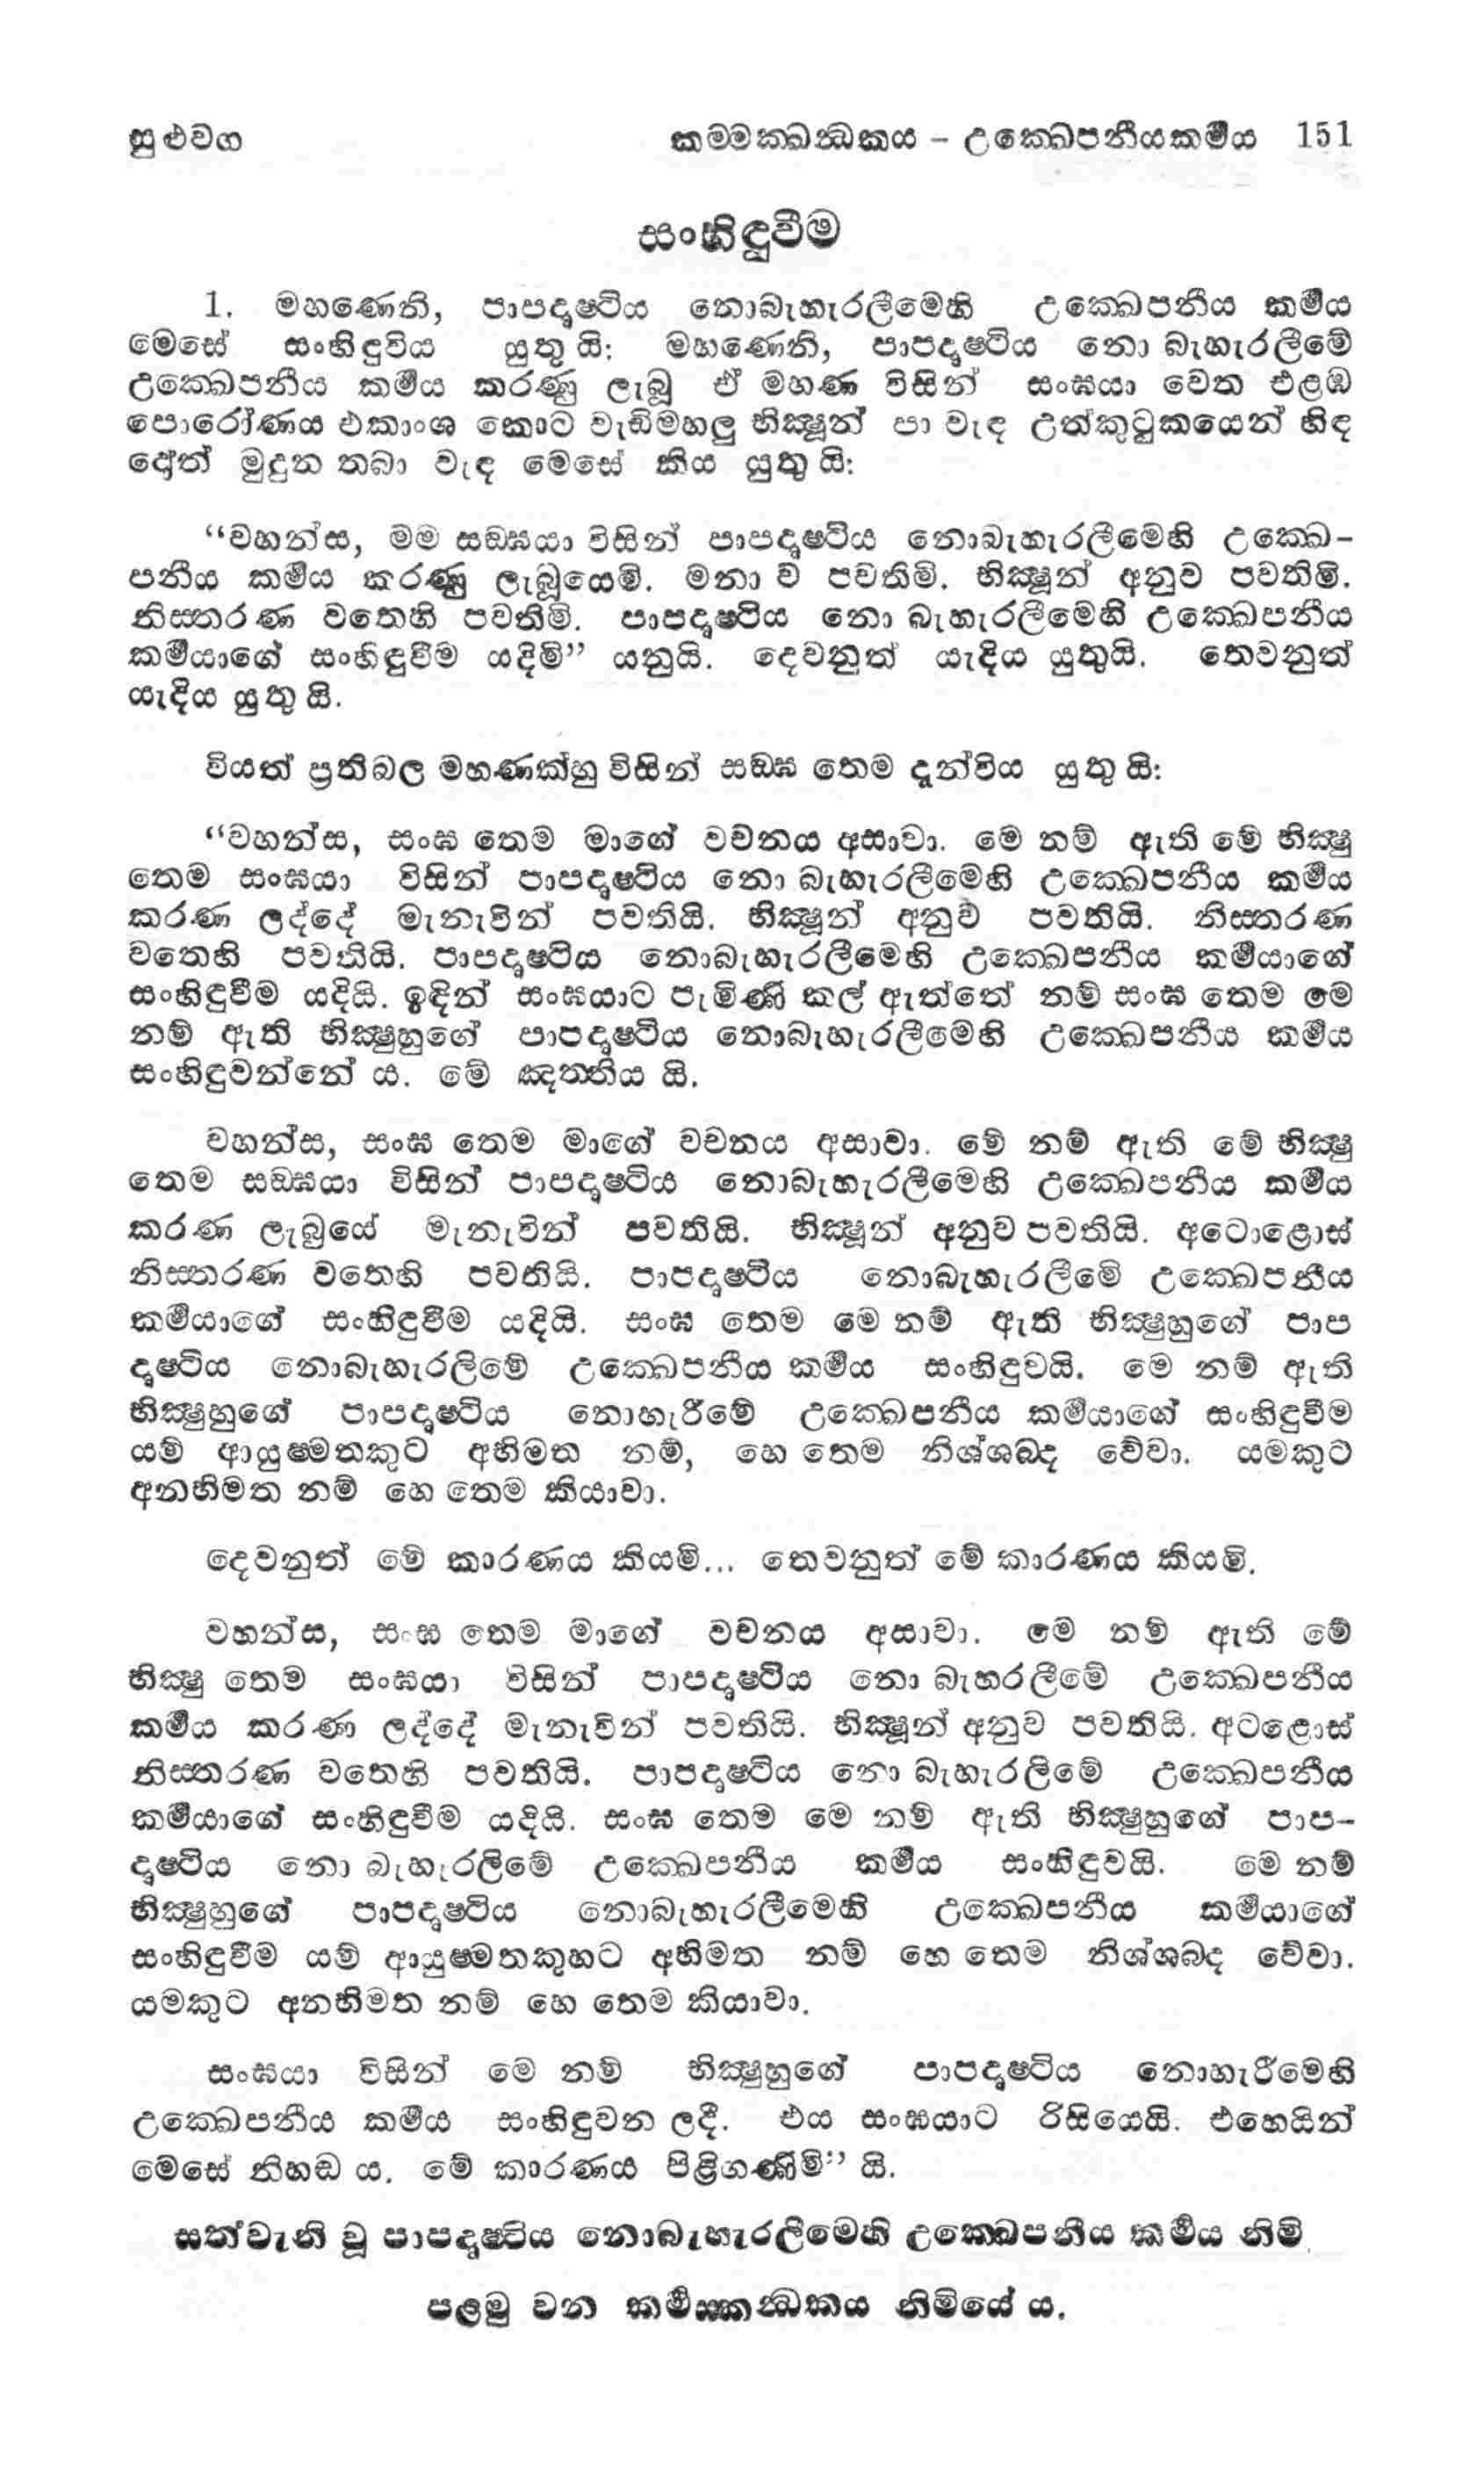 සුළුවග කම්මක්ඛන්ධකය – උක්ඛෙපනීයකර්මය 151
සංහිඳුවීම
1. මහණෙනි, පාපදෘෂ්ටිය නොබැහැරලීමෙහි උක්ඛෙපනීය කර්මය
මෙසේ සංහිඳුවිය යුතු යි: මහණෙනි, පාපදෘෂ්ටිය නො බැහැරලීමේ
උක්ඛෙපනීය කර්මය කරණු ලැබූ ඒ මහණ විසින් සංඝයා වෙත එළඹ
පොරෝණය එකාංශ කොට වැඩිමහලු භික්ෂූන් පා වැඳ උත්කුටුකයෙන් හිඳ
දෝත් මුදුන තබා වැඳ මෙසේ කිය යුතු යි:
“වහන්ස, මම සඞ්ඝයා විසින් පාපදෘෂ්ටිය නොබැහැරලීමෙහි උක්ඛෙ-
පනීය කර්මය කරණු ලැබූයෙමි. මනා ව පවතිමි. භික්ෂූන් අනුව පවතිමි.
නිස්තරණ වතෙහි පවතිමි. පාපදෘෂ්ටිය නො බැහැරලීමෙහි උක්ඛෙපනීය
කර්මයාගේ සංහිඳුවීම යදිමි” යනුයි. දෙවනුත් යැදිය යුතුයි. තෙවනුත්
යැදිය යුතු යි.
වියත් ප්‍රතිබල මහණක්හු විසින් සඞ්ඝ තෙම දැන්විය යුතු යි:
“වහන්ස, සංඝ තෙම මාගේ වචනය අසාවා. මෙ නම් ඇති මේ භික්ෂු
තෙම සංඝයා විසින් පාපදෘෂ්ටිය නො බැහැරලීමෙහි උක්ඛෙපනීය කර්මය
කරණ ලද්දේ මැනැවින් පවතියි. භික්ෂූන් අනුව පවතියි. නිස්තරණ
වතෙහි පවතියි. පාපදෘෂ්ටිය නොබැහැරලීමෙහි උක්ඛෙපනීය කර්මයාගේ
සංහිඳුවීම යදියි. ඉඳින් සංඝයාට පැමිණි කල් ඇත්තේ නම් සංඝ තෙම මෙ
නම් ඇති භික්ෂුහුගේ පාපදෘෂ්ටිය නොබැහැරලීමෙහි උක්ඛෙපනීය කර්මය
සංහිඳුවන්නේ ය. මේ ඤත්තිය යි.
වහන්ස, සංඝ තෙම මාගේ වචනය අසාවා. මේ නම් ඇති මේ භික්ෂු
තෙම සඞ්ඝයා විසින් පාපදෘෂ්ටිය නොබැහැරලීමෙහි උක්ඛෙපනීය කර්මය
කරණ ලැබුයේ මැනැවින් පවතියි. භික්ෂූන් අනුව පවතියි. අටොළොස්
නිස්තරණ වතෙහි පවතියි. පාපදෘෂ්ටිය නොබැහැරලීමේ උක්ඛෙපනීය
කර්මයාගේ සංහිඳුවීම යදියි. සංඝ තෙම මෙ නම් ඇති භික්ෂුහුගේ පාප
දෘෂ්ටිය නොබැහැරලීමේ උක්ඛෙපනීය කර්මය සංහිඳුවයි. මෙ නම් ඇති
භික්ෂුහුගේ පාපදෘෂ්ටිය නොහැරීමේ උක්ඛෙපනීය කර්මයාගේ සංහිඳුවීම
යම් ආයුෂ්මතකුට අභිමත නම්, හෙ තෙම නිශ්ශබ්ද වේවා. යමකුට
අනභිමත නම් හෙ තෙම කියාවා.
දෙවනුත් මේ කාරණය කියමි... තෙවනුත් මේ කාරණය කියමි.
වහන්ස, සංඝ තෙම මාගේ වචනය අසාවා. මෙ නම් ඇති මේ
භික්ෂු තෙම සංඝයා විසින් පාපදෘෂ්ටිය නො බැහරලීමේ උක්ඛෙපනීය
කර්මය කරණ ලද්දේ මැනැවින් පවතියි. භික්ෂූන් අනුව පවතියි. අටළොස්
නිස්තරණ වතෙහි පවතියි. පාපදෘෂ්ටිය නො බැහැරලීමේ උක්ඛෙපනීය
කර්මයාගේ සංහිඳුවීම යදියි. සංඝ තෙම මෙ නම් ඇති භික්ෂුහුගේ පාප-
දෘෂ්ටිය නො බැහැරලීමේ උක්ඛෙපනීය කර්මය සංහිඳුවයි. මෙ නම්
භික්ෂුහුගේ පාපදෘෂ්ටිය නොබැහැරලීමෙහි උක්ඛෙපනීය කර්මයාගේ
සංහිඳුවීම යම් ආයුෂ්මතකුහට අභිමත නම් හෙ තෙම නිශ්ශබ්ද වේවා.
යමකුට අනභිමත නම් හෙ තෙම කියාවා.
සංඝයා විසින් මෙ නම් භික්ෂුහුගේ පාපදෘෂ්ටිය නොහැරීමෙහි
උක්ඛෙපනීය කර්මය සංහිඳුවන ලදී. එය සංඝයාට රිසියෙයි. එහෙයින්
මෙසේ නිහඬ ය. මේ කාරණය පිළිගණිමි” යි.
සත්වැනි වූ පාපදෘෂ්ටිය නොබැහැරලීමෙහි උක්ඛෙපනීය කර්මය නිමි.
පළමු වන කර්මස්කන්ධකය නිමියේ ය.